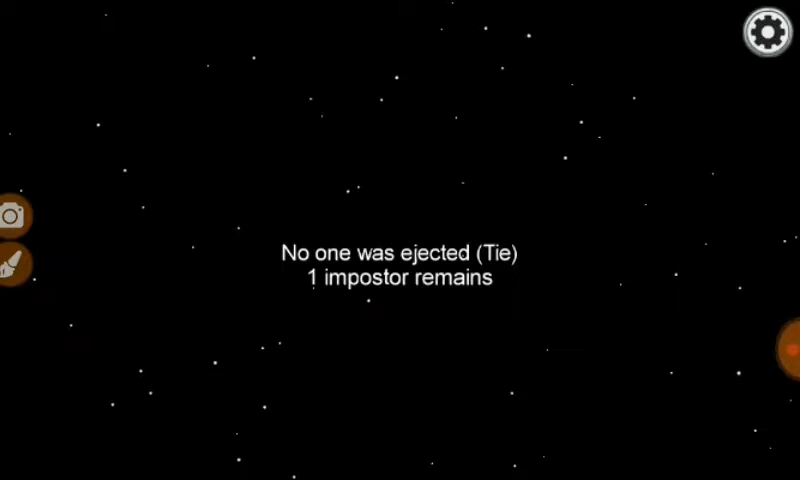 No one was ejected (Tie)
1 impostor remains